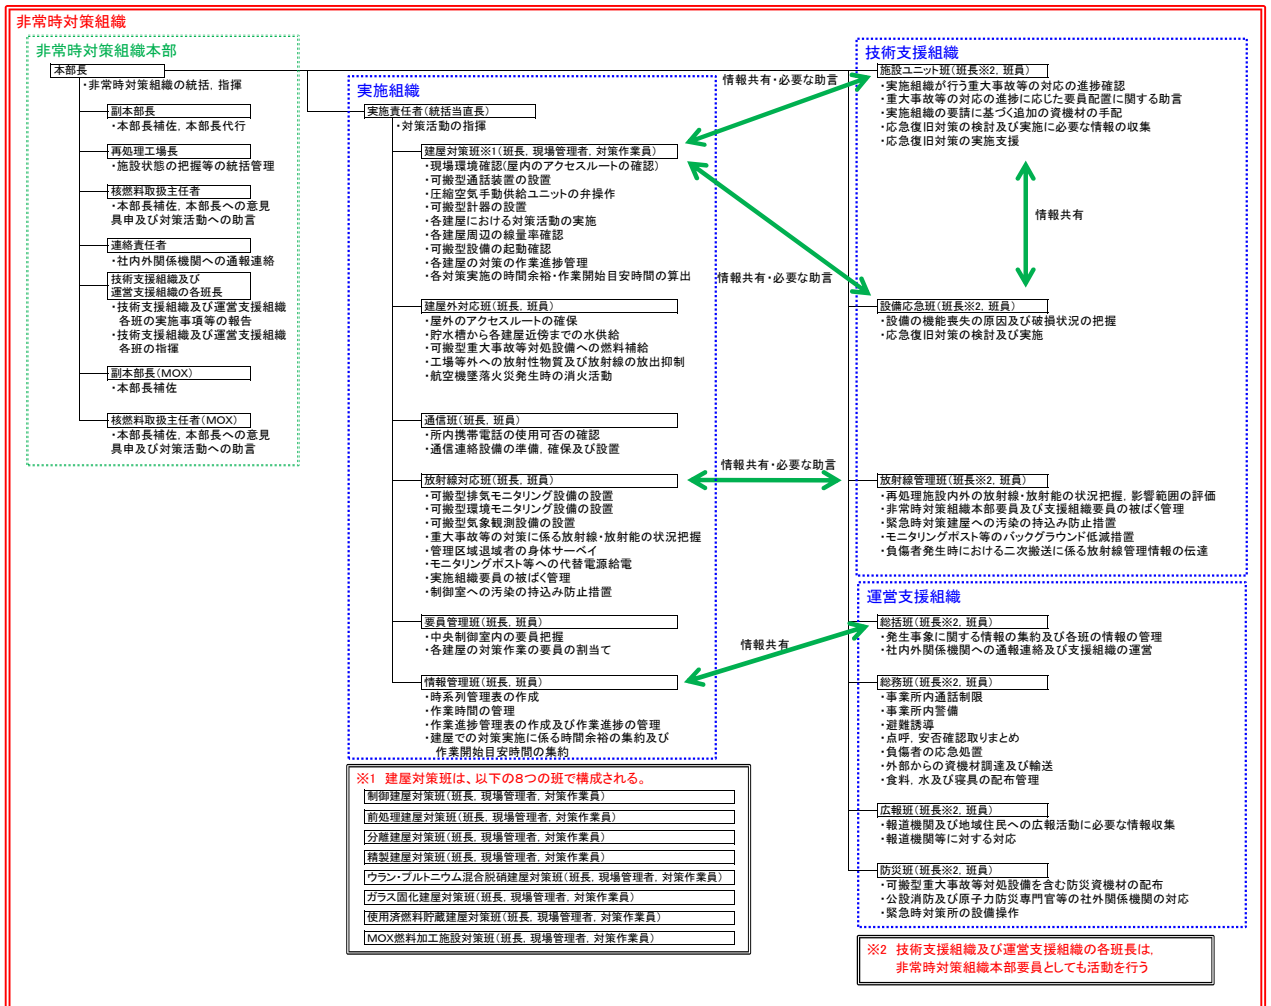 非常時対策組織
非常時対策組織本部
本部長
・非常時対策組織の統括，指揮
副本部長
・本部長補佐，本部長代行
再処理工場長
・施設状態の把握等の統括管理
核燃料取扱主任者
・本部長補佐，本部長への意見
具申及び対策活動への助言
連絡責任者
・社内外関係機関への通報連絡
技術支援組織及び
運営支援組織の各班長
・技術支援組織及び運営支援組織
各班の実施事項等の報告
・技術支援組織及び運営支援組織
各班の指揮
副本部長（MOX）
・本部長補佐
核燃料取扱主任者（MOX）
・本部長補佐，本部長への意見
具申及び対策活動への助言
実施組織
実施責任者（統括当直長）
・対策活動の指揮
建屋対策班※1（班長，現場管理者，対策作業員）
・現場環境確認（屋内のアクセスルートの確認）
・可搬型通話装置の設置
・圧縮空気手動供給ユニットの弁操作
・可搬型計器の設置
・各建屋における対策活動の実施
・各建屋周辺の線量率確認
・可搬型設備の起動確認
・各建屋の対策の作業進捗管理
・各対策実施の時間余裕・作業開始目安時間の算出
建屋外対応班（班長，班員）
・屋外のアクセスルートの確保
・貯水槽から各建屋近傍までの水供給
・可搬型重大事故等対処設備への燃料補給
・工場等外への放射性物質及び放射線の放出抑制
・航空機墜落火災発生時の消火活動
通信班（班長，班員）
・所内携帯電話の使用可否の確認
・通信連絡設備の準備，確保及び設置
放射線対応班（班長，班員）
・可搬型排気モニタリング設備の設置
・可搬型環境モニタリング設備の設置
・可搬型気象観測設備の設置
・重大事故等の対策に係る放射線・放射能の状況把握
・管理区域退域者の身体サーベイ
・モニタリングポスト等への代替電源給電
・実施組織要員の被ばく管理
・制御室への汚染の持込み防止措置
要員管理班（班長，班員）
・中央制御室内の要員把握
・各建屋の対策作業の要員の割当て
情報管理班（班長，班員）
・時系列管理表の作成
・作業時間の管理
・作業進捗管理表の作成及び作業進捗の管理
・建屋での対策実施に係る時間余裕の集約及び
作業開始目安時間の集約
※1 建屋対策班は、以下の8つの班で構成される。
制御建屋対策班（班長，現場管理者，対策作業員）
前処理建屋対策班（班長，現場管理者，対策作業員）
分離建屋対策班（班長，現場管理者，対策作業員）
精製建屋対策班（班長，現場管理者，対策作業員）
ウラン・プルトニウム混合脱硝建屋対策班（班長，現場管理者，対策作業員）
ガラス固化建屋対策班（班長，現場管理者，対策作業員）
使用済燃料貯蔵建屋対策班（班長，現場管理者，対策作業員）
MOX燃料加工施設対策班（班長，現場管理者，対策作業員）
情報共有・必要な助言
情報共有・必要な助言
情報共有・必要な助言
情報共有
技術支援組織
施設ユニット班（班長※2，班員）
・実施組織が行う重大事故等の対応の進捗確認
・重大事故等の対応の進捗に応じた要員配置に関する助言
・実施組織の要請に基づく追加の資機材の手配
・応急復旧対策の検討及び実施に必要な情報の収集
・応急復旧対策の実施支援
情報共有
設備応急班（班長※2，班員）
・設備の機能喪失の原因及び破損状況の把握
・応急復旧対策の検討及び実施
放射線管理班（班長※2，班員）
・再処理施設内外の放射線・放射能の状況把握，影響範囲の評価
・非常時対策組織本部要員及び支援組織要員の被ばく管理
・緊急時対策建屋への汚染の持込み防止措置
・モニタリングポスト等のバックグラウンド低減措置
・負傷者発生時における二次搬送に係る放射線管理情報の伝達
運営支援組織
総括班（班長※2，班員）
・発生事象に関する情報の集約及び各班の情報の管理
・社内外関係機関への通報連絡及び支援組織の運営
総務班（班長※2，班員）
・事業所内通話制限
・事業所内警備
・避難誘導
・点呼，安否確認取りまとめ
・負傷者の応急処置
・外部からの資機材調達及び輸送
・食料，水及び寝具の配布管理
広報班（班長※2，班員）
・報道機関及び地域住民への広報活動に必要な情報収集
・報道機関等に対する対応
防災班（班長※2，班員）
・可搬型重大事故等対処設備を含む防災資機材の配布
・公設消防及び原子力防災専門官等の社外関係機関の対応
・緊急時対策所の設備操作
※2 技術支援組織及び運営支援組織の各班長は，
非常時対策組織本部要員としても活動を行う